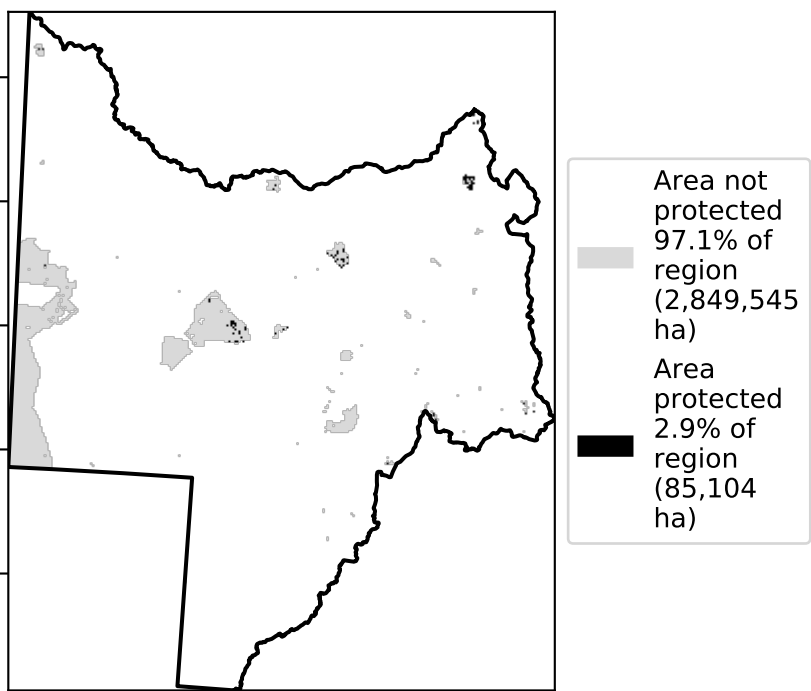 Area not
protected
97.1% of
region
(2,849,545
ha)
Area
protected
2.9% of
region
(85,104
ha)